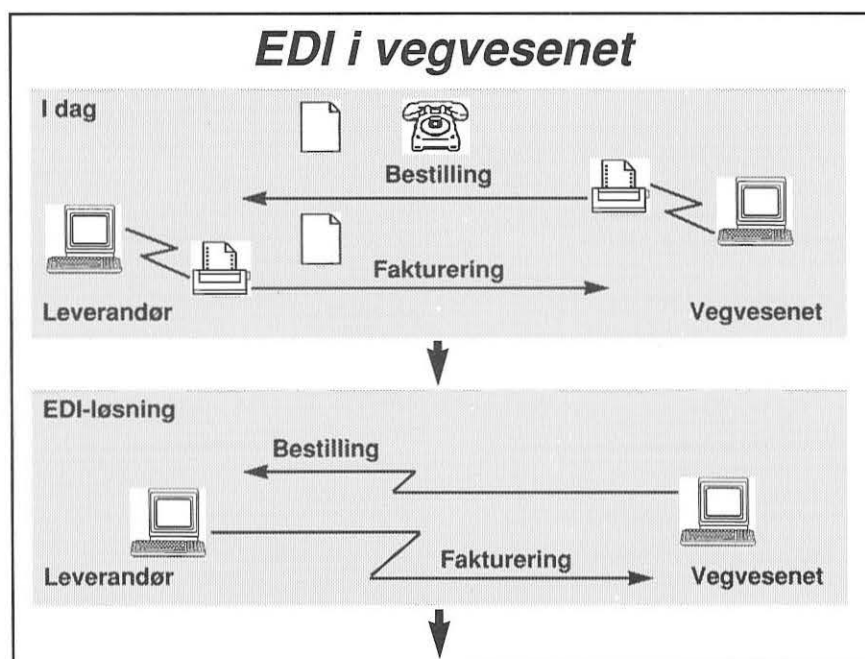 EDI i vegvesenet
I dag
Bestilling
Fakturering
Leverandør
Vegvesenet
EDI-løsning
Bestilling
Fakturering
Leverandør
Vegvesenet